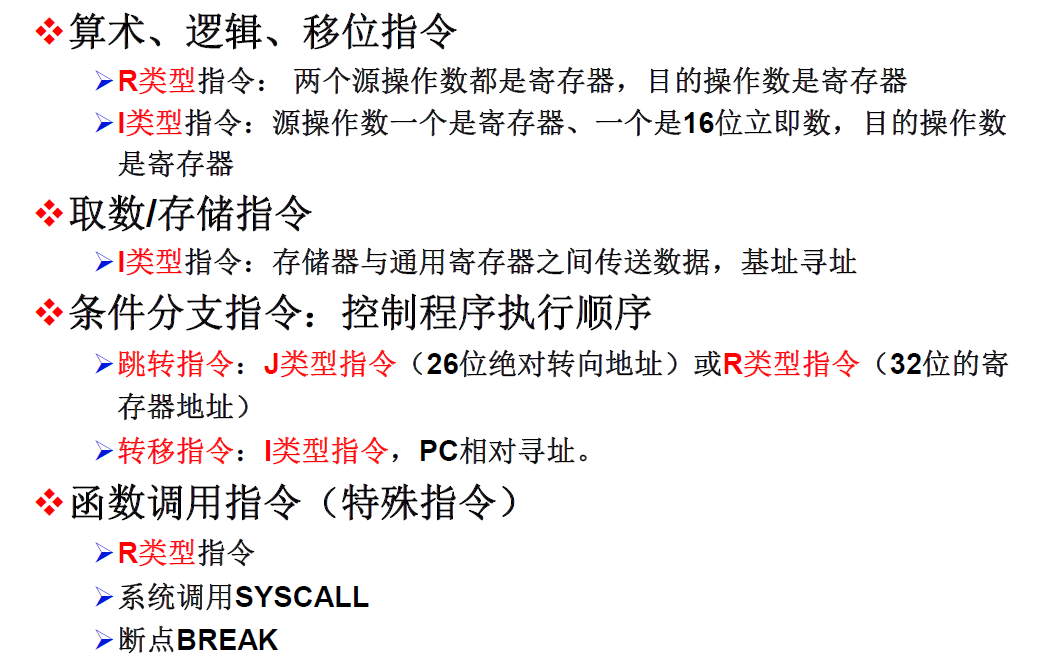 ❖算术、逻辑、移位指令
➢R类型指令： 两个源操作数都是寄存器，目的操作数是寄存器
➢I类型指令：源操作数一个是寄存器、一个是16位立即数，目的操作数
是寄存器
❖取数/存储指令
➢I类型指令：存储器与通用寄存器之间传送数据，基址寻址
❖条件分支指令：控制程序执行顺序
➢跳转指令：J类型指令（26位绝对转向地址）或R类型指令（32位的寄
存器地址）
➢转移指令：I类型指令，PC相对寻址。
❖函数调用指令（特殊指令）
➢R类型指令
➢系统调用SYSCALL
➢断点BREAK